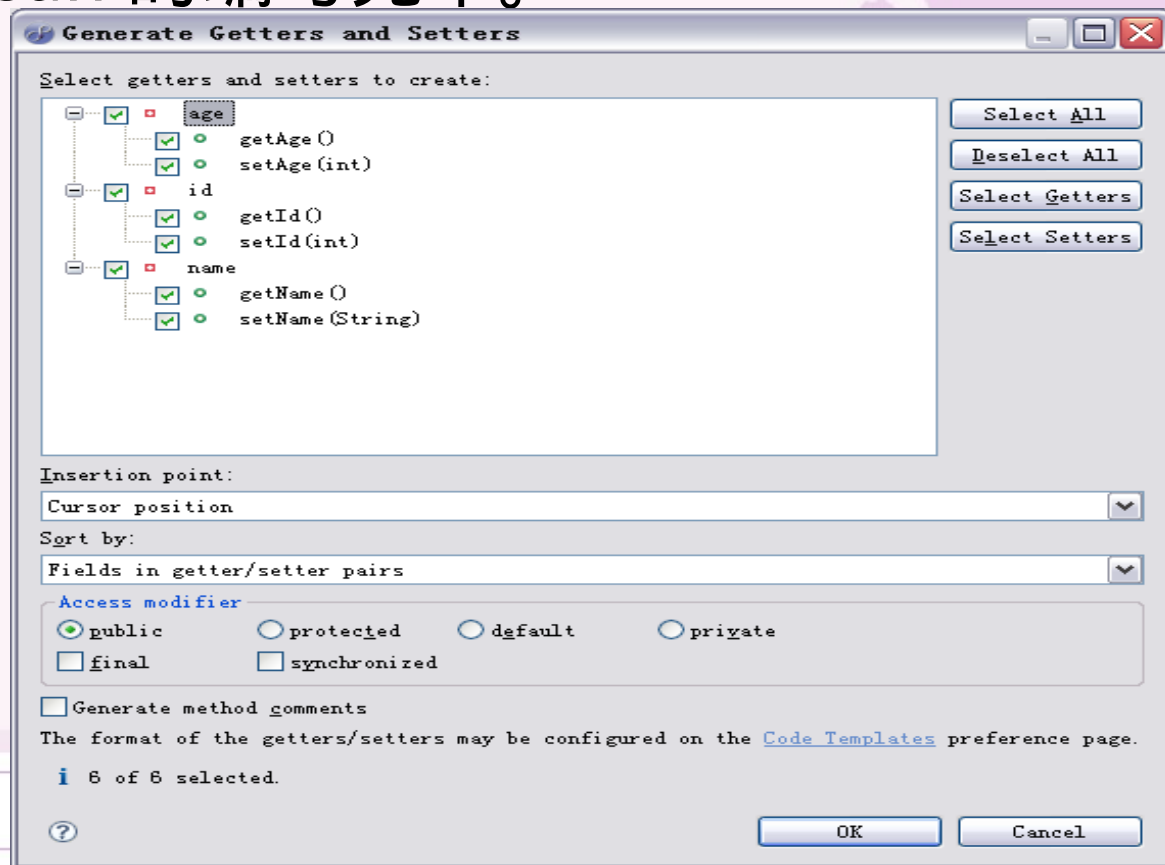 Generate Getters and Setters
Select getters and setters to create:
age
getAge()
setAge(int)
id
getId()
setId(int)
name
getName()
setName(String)
Select All
Deselect All
Select Getters
Select Setters
Insertion point:
Cursor position
Sort by:
Fields in getter/setter pairs
Access modifier
public protected default private
final synchronized
Generate method comments
The format of the getters/setters may be configured on the Code Templates preference page.
6 of 6 selected.
OK Cancel